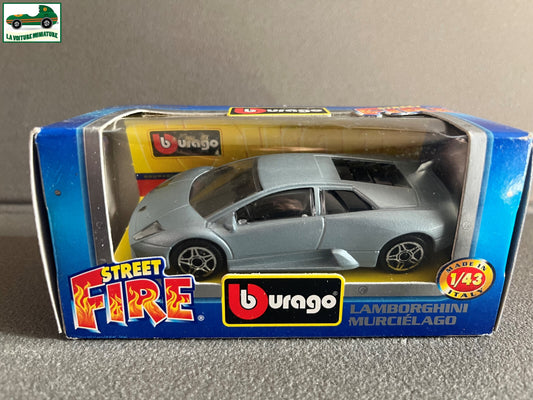 LA VOITURE MINIATURE
burago
STREET
FIRE®
burago®
LAMBORGHINI
MURCIÉLAGO
MADE IN
1/43
ITALY